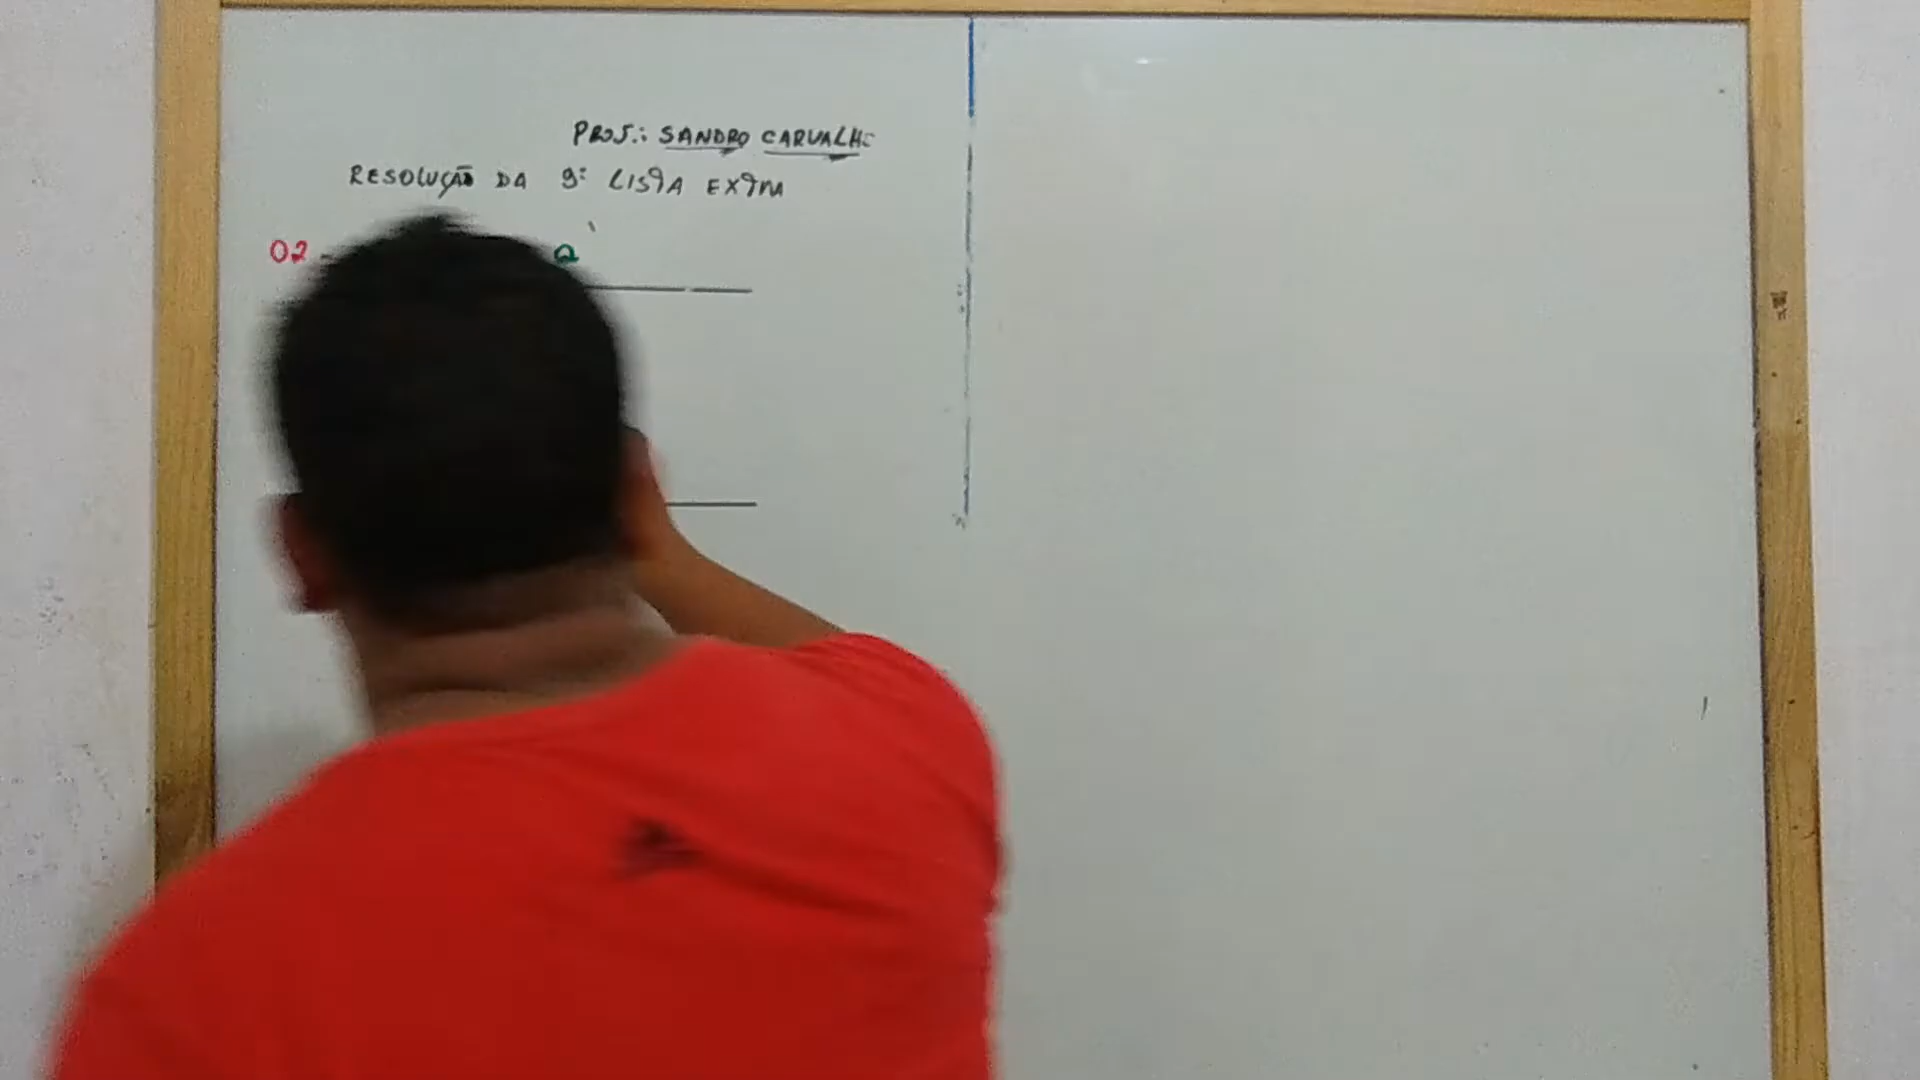 PROF.: SANDRO CARVALHO
RESOLUÇÃO DA 9ª LISTA EXTRA
02 - Q